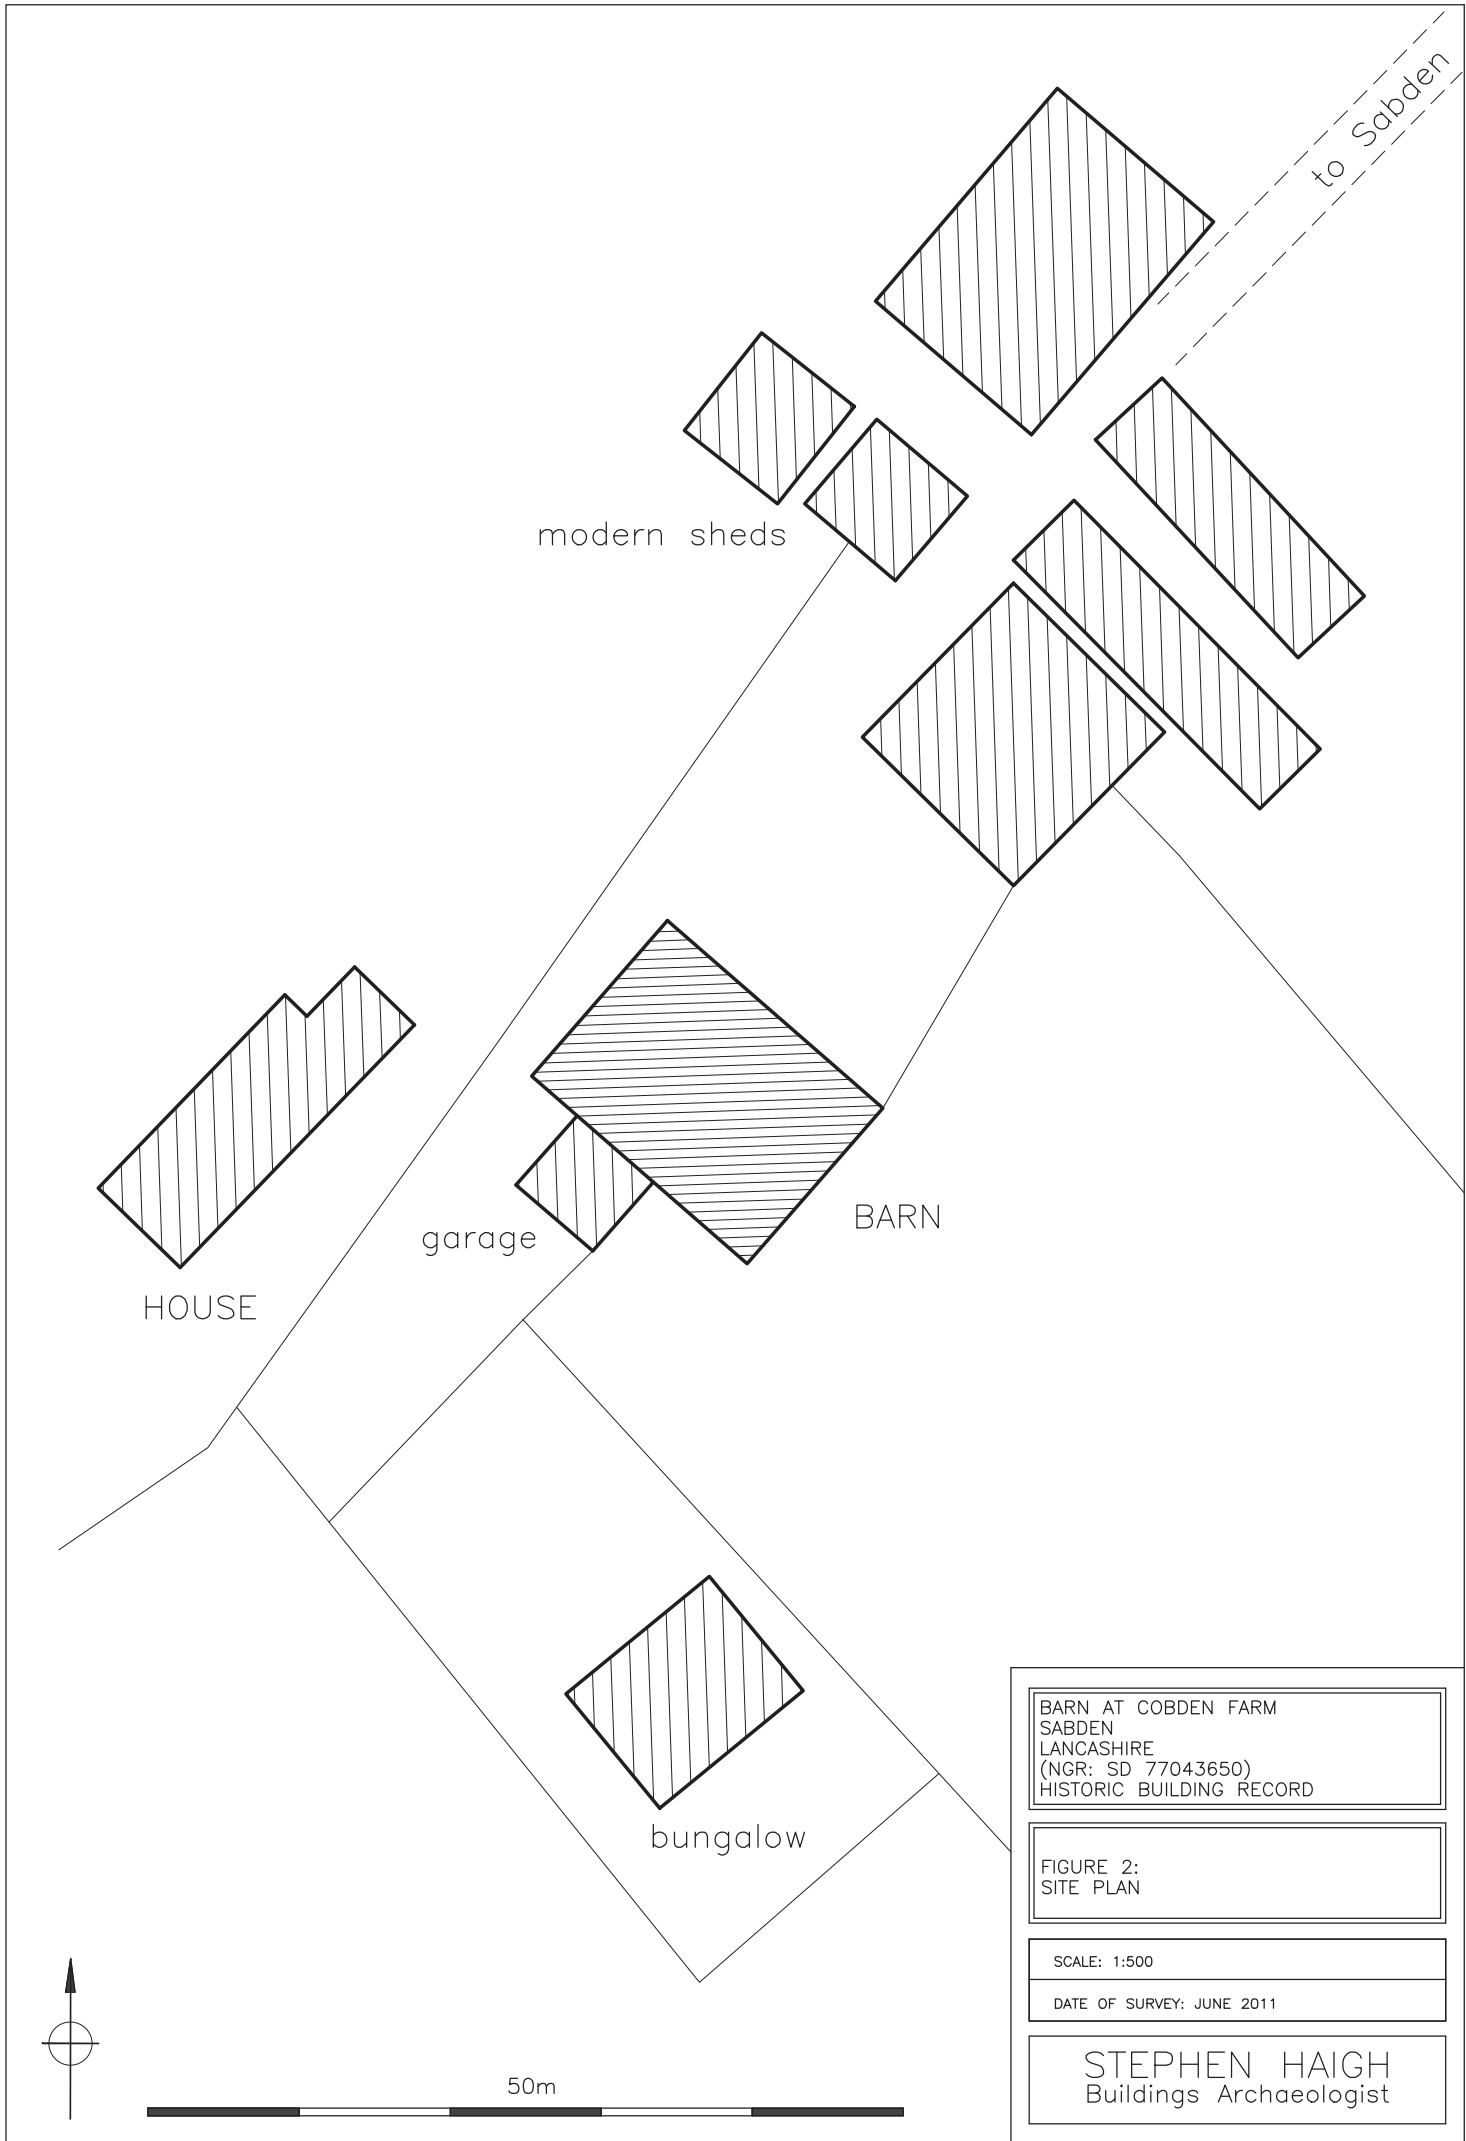 to Sabden
modern sheds
BARN
garage
HOUSE
bungalow
BARN AT COBDEN FARM
SABDEN
LANCASHIRE
(NGR: SD 77043650)
HISTORIC BUILDING RECORD
FIGURE 2:
SITE PLAN
SCALE: 1:500
DATE OF SURVEY: JUNE 2011
STEPHEN HAIGH
Buildings Archaeologist
50m